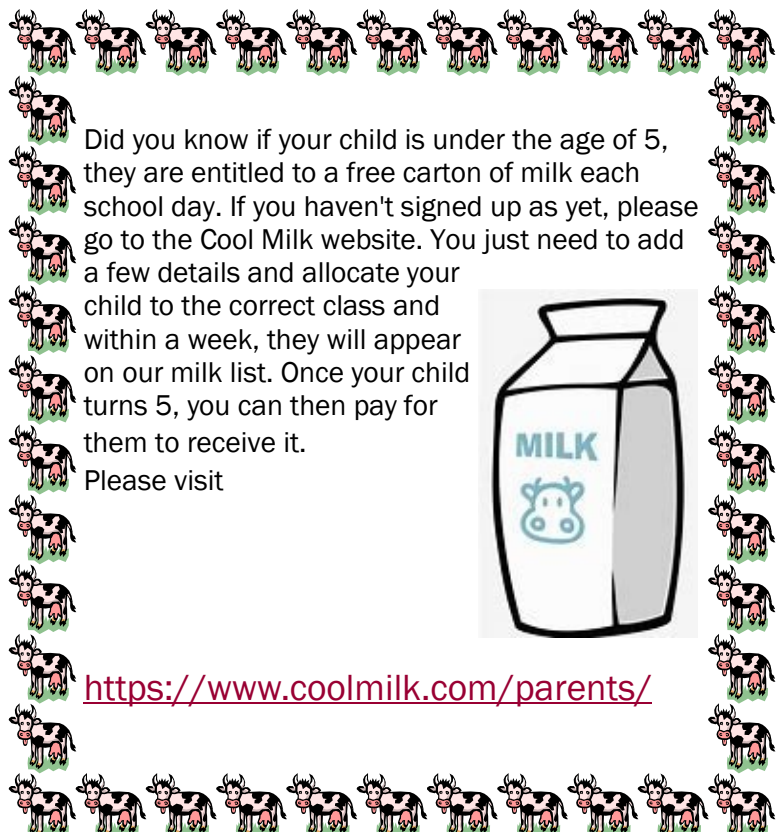 Did you know if your child is under the age of 5,
they are entitled to a free carton of milk each
school day. If you haven't signed up as yet, please
go to the Cool Milk website. You just need to add
a few details and allocate your
child to the correct class and
within a week, they will appear
on our milk list. Once your child
turns 5, you can then pay for
them to receive it.
Please visit
MILK
https://www.coolmilk.com/parents/